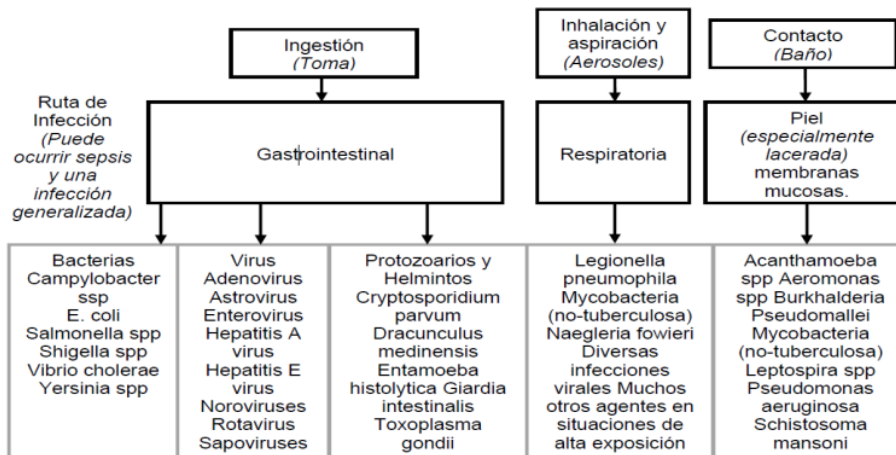 Ingestión
(Toma)
Inhalación y
aspiración
(Aerosoles)
Contacto
(Baño)
Ruta de
Infección
(Puede
ocurrir sepsis
y una
infección
generalizada)
Gastrointestinal
Respiratoria
Piel
(especialmente
lacerada)
membranas
mucosas.
Bacterias
Campylobacter
ssp
E. coli
Salmonella spp
Shigella spp
Vibrio cholerae
Yersinia spp
Virus
Adenovirus
Astrovirus
Enterovirus
Hepatitis A
virus
Hepatitis E
virus
Noroviruses
Rotavirus
Sapoviruses
Protozoarios y
Helmintos
Cryptosporidium
parvum
Dracunculus
medinensis
Entamoeba
histolytica Giardia
intestinalis
Toxoplasma
gondii
Legionella
pneumophila
Mycobacteria
(no-tuberculosa)
Naegleria fowieri
Diversas
infecciones
virales Muchos
otros agentes en
situaciones de
alta exposición
Acanthamoeba
spp Aeromonas
spp Burkhalderia
Pseudomallei
Mycobacteria
(no-tuberculosa)
Leptospira spp
Pseudomonas
aeruginosa
Schistosoma
mansoni